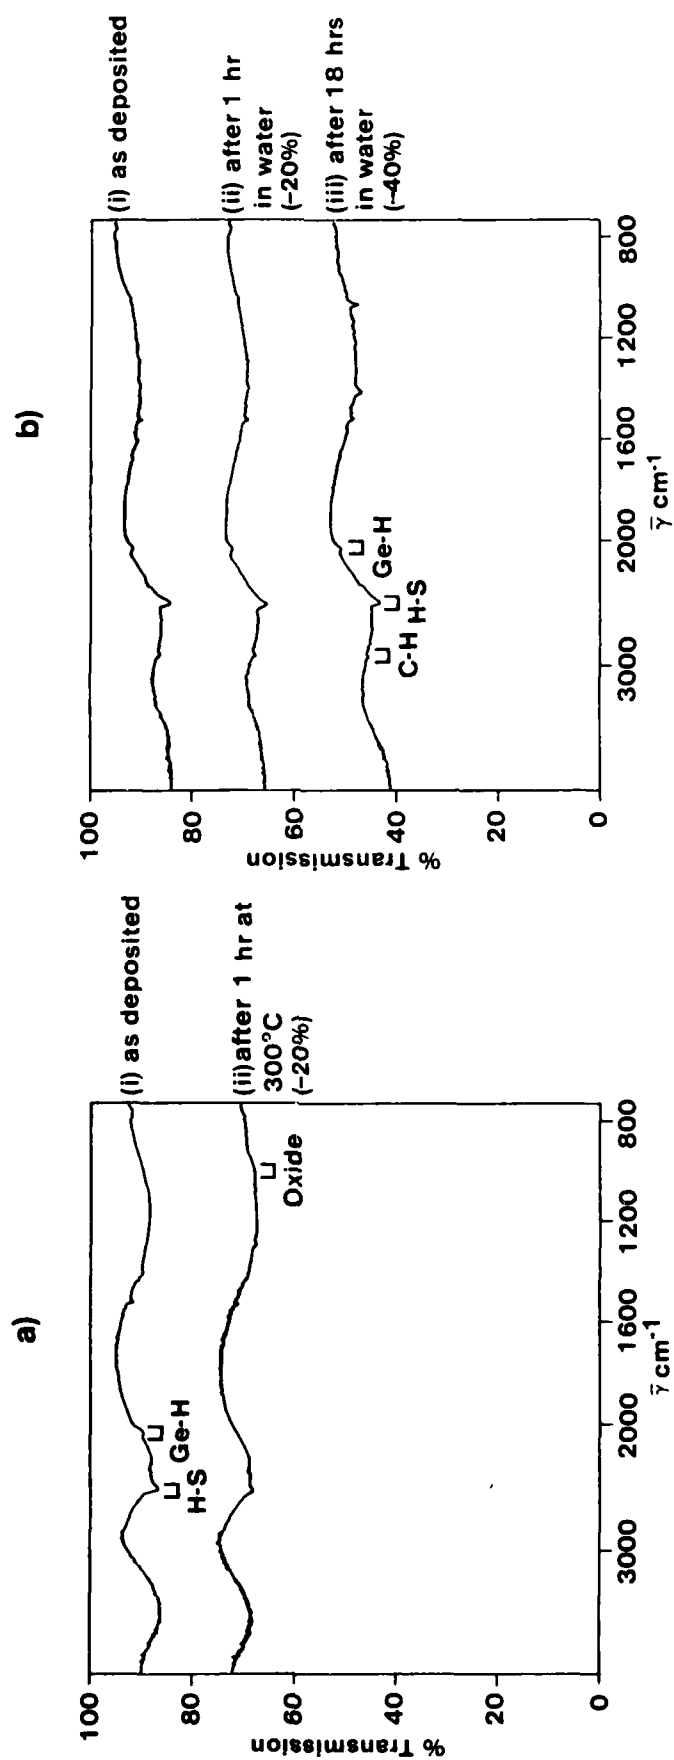 a)
% Transmission
100
80
60
40
20
0
(i) as deposited
(ii) after 1 hr at
300°C
(-20%)
H-S
Ge-H
Oxide
3000
2000
1600
1200
800
γ̄ cm⁻¹
b)
% Transmission
100
80
60
40
20
0
(i) as deposited
(ii) after 1 hr
in water
(-20%)
(iii) after 18 hrs
in water
(-40%)
C-H
H-S
Ge-H
3000
2000
1600
1200
800
γ̄ cm⁻¹